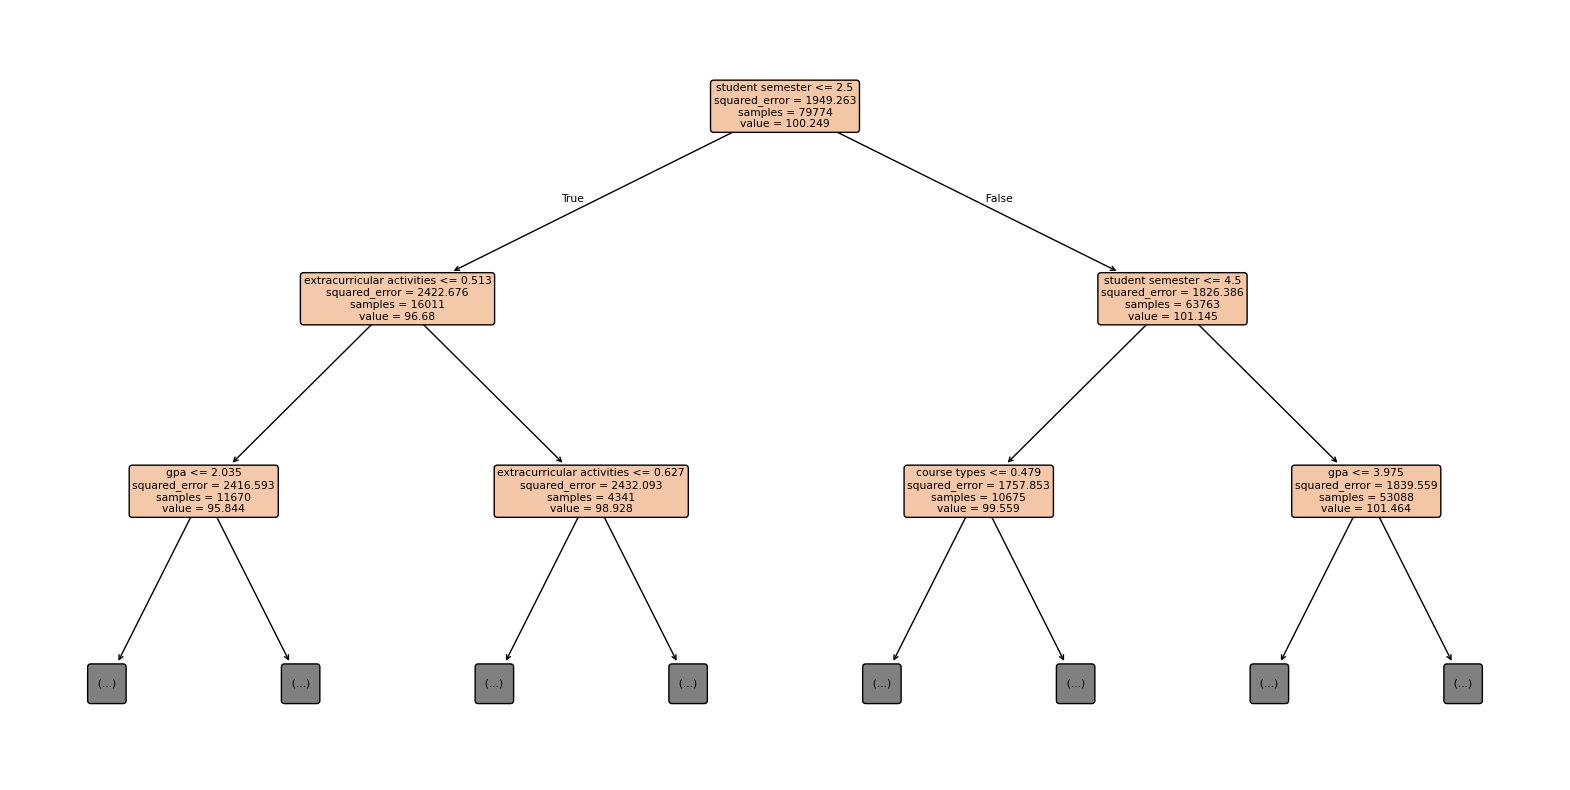 student semester <= 2.5
squared_error = 1949.263
samples = 79774
value = 100.249
True
False
extracurricular activities <= 0.513
squared_error = 2422.676
samples = 16011
value = 96.68
student semester <= 4.5
squared_error = 1826.386
samples = 63763
value = 101.145
gpa <= 2.035
squared_error = 2416.593
samples = 11670
value = 95.844
extracurricular activities <= 0.627
squared_error = 2432.093
samples = 4341
value = 98.928
course types <= 0.479
squared_error = 1757.853
samples = 10675
value = 99.559
gpa <= 3.975
squared_error = 1839.559
samples = 53088
value = 101.464
(...)
(...)
(...)
(...)
(...)
(...)
(...)
(...)